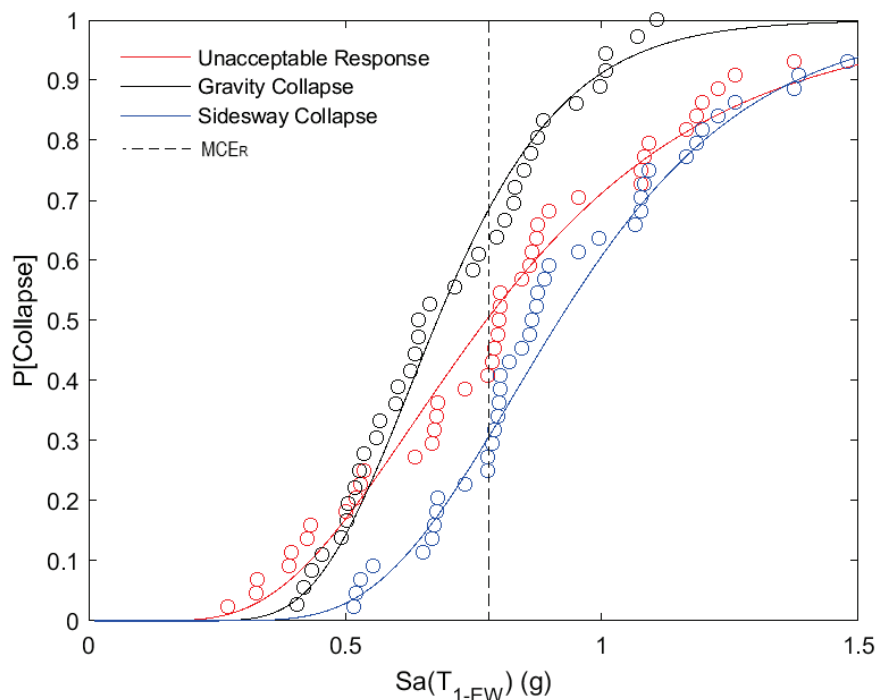 1
0.9
0.8
0.7
0.6
0.5
0.4
0.3
0.2
0.1
0
P[Collapse]
Unacceptable Response
Gravity Collapse
Sidesway Collapse
MCER
0 0.5 1 1.5
Sa(T1-EW) (g)